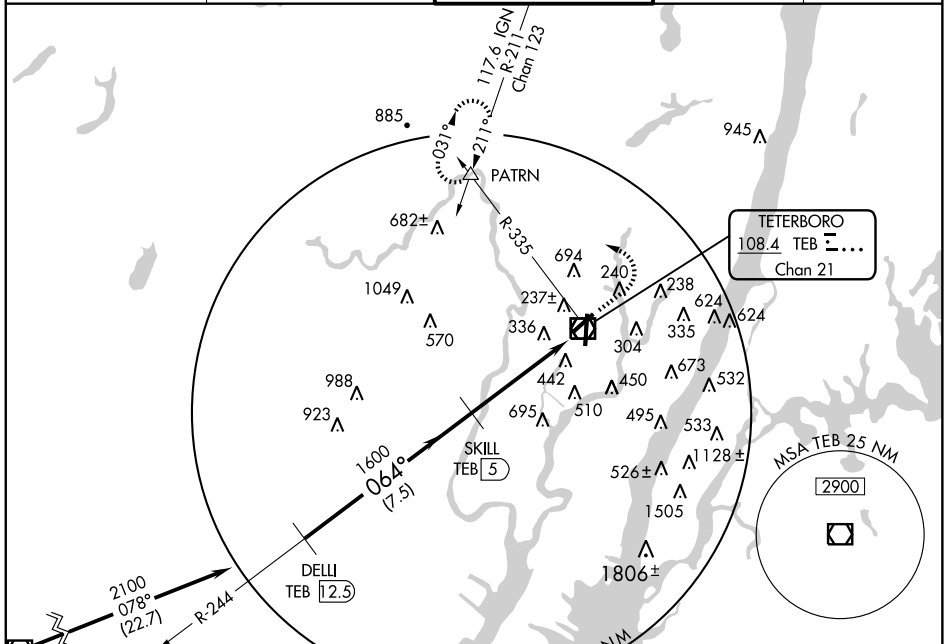 117.6 IGN
R-211
Chan 123
885
031°
211°
945
PATRN
682±
R-335
TETERBORO
108.4 TEB
Chan 21
694
240
238
1049
237±
624
624
570
336
335
304
442
673
988
450
532
510
923
695
495
533
SKILL
TEB 5
1600
064°
(7.5)
526±
1128±
MSA TEB 25 NM
2900
1505
1806±
DELLI
TEB 12.5
2100
078°
(22.7)
R-244
NM